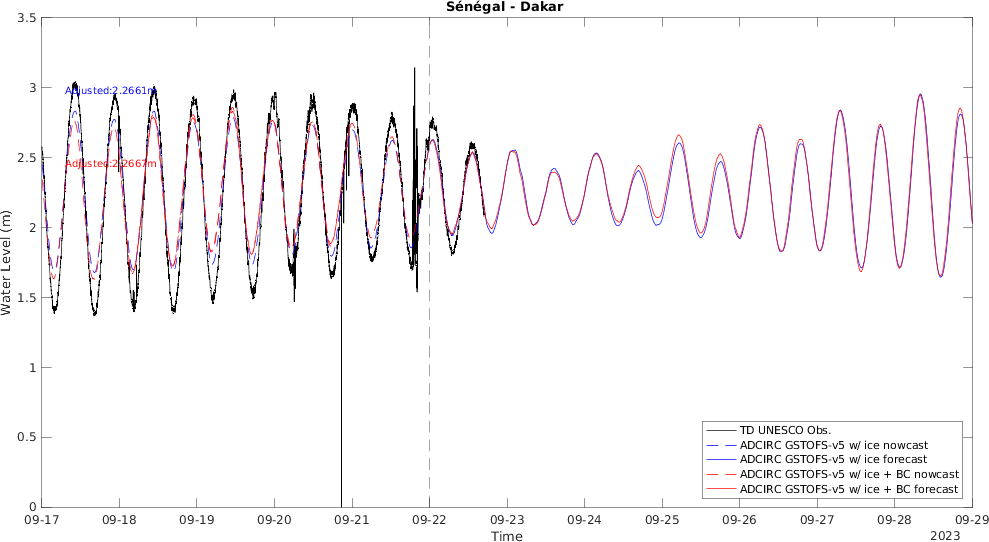 Sénégal - Dakar
3.5
3
2.5
2
1.5
1
0.5
0
Water Level (m)
Adjusted:2.2661m
Adjusted:2.2667m
TD UNESCO Obs.
ADCIRC GSTOFS-v5 w/ ice nowcast
ADCIRC GSTOFS-v5 w/ ice forecast
ADCIRC GSTOFS-v5 w/ ice + BC nowcast
ADCIRC GSTOFS-v5 w/ ice + BC forecast
09-17 09-18 09-19 09-20 09-21 09-22 09-23 09-24 09-25 09-26 09-27 09-28 09-29
Time
2023